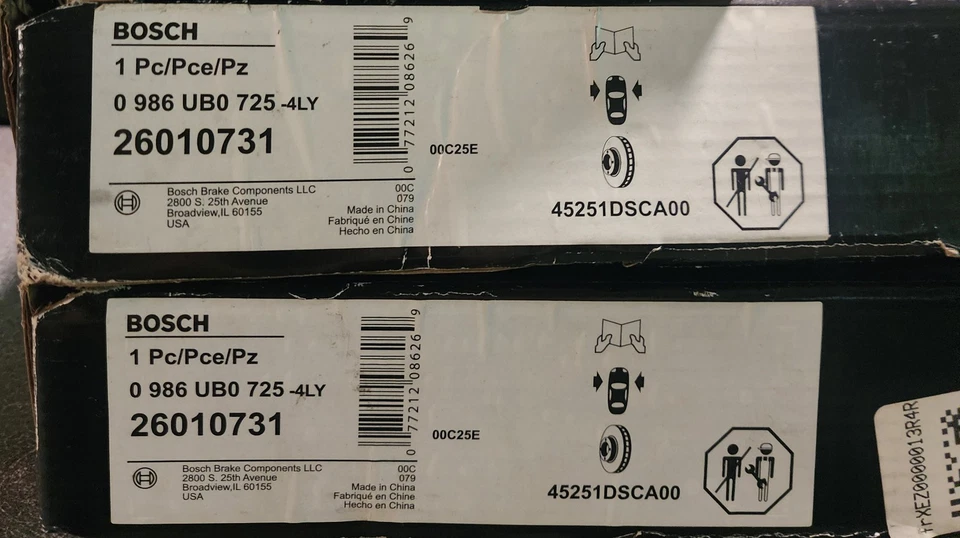 BOSCH
1 Pc/Pce/Pz
0 986 UB0 725 -4LY
26010731
0 77212 08626 9
00C25E
Bosch Brake Components LLC
2800 S. 25th Avenue
Broadview,IL 60155
USA
00C
079
Made in China
Fabriqué en Chine
Hecho en China
45251DSCA00
BOSCH
1 Pc/Pce/Pz
0 986 UB0 725 -4LY
26010731
0 77212 08626 9
00C25E
Bosch Brake Components LLC
2800 S. 25th Avenue
Broadview,IL 60155
USA
00C
079
Made in China
Fabriqué en Chine
Hecho en China
45251DSCA00
frXEZ0000013R4R